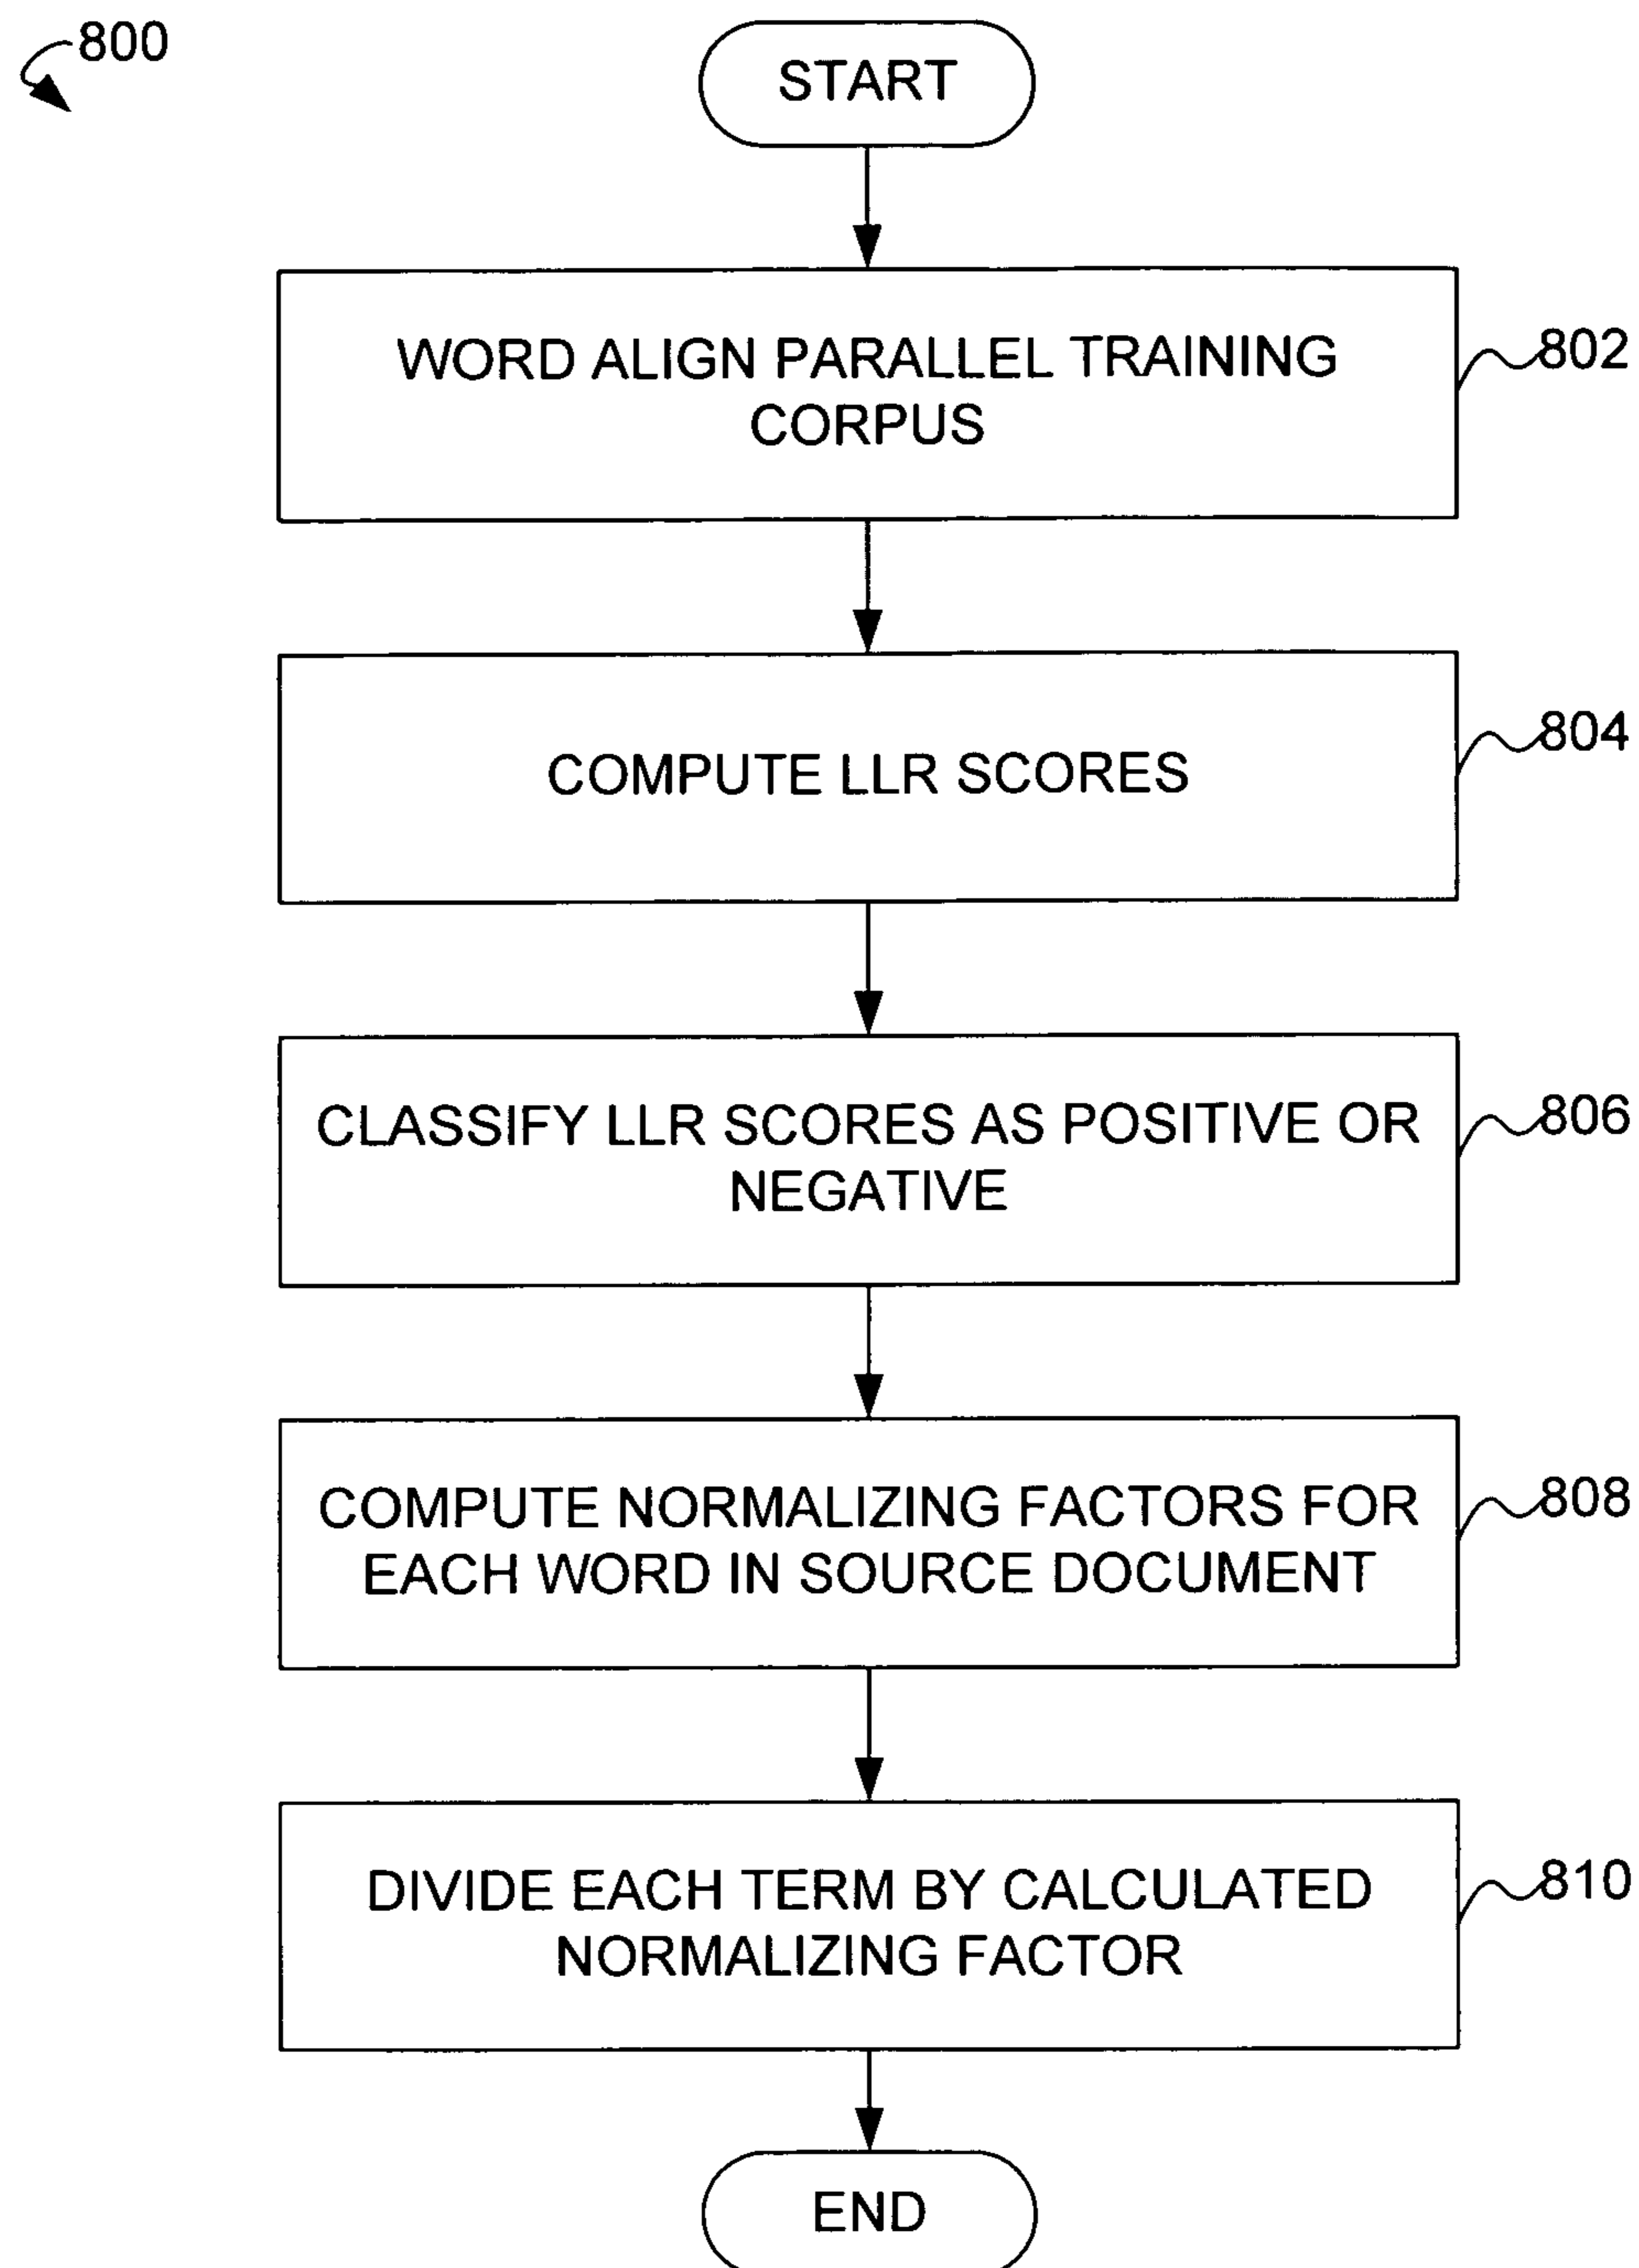 800
START
WORD ALIGN PARALLEL TRAINING
CORPUS
802
COMPUTE LLR SCORES
804
CLASSIFY LLR SCORES AS POSITIVE OR
NEGATIVE
806
COMPUTE NORMALIZING FACTORS FOR
EACH WORD IN SOURCE DOCUMENT
808
DIVIDE EACH TERM BY CALCULATED
NORMALIZING FACTOR
810
END